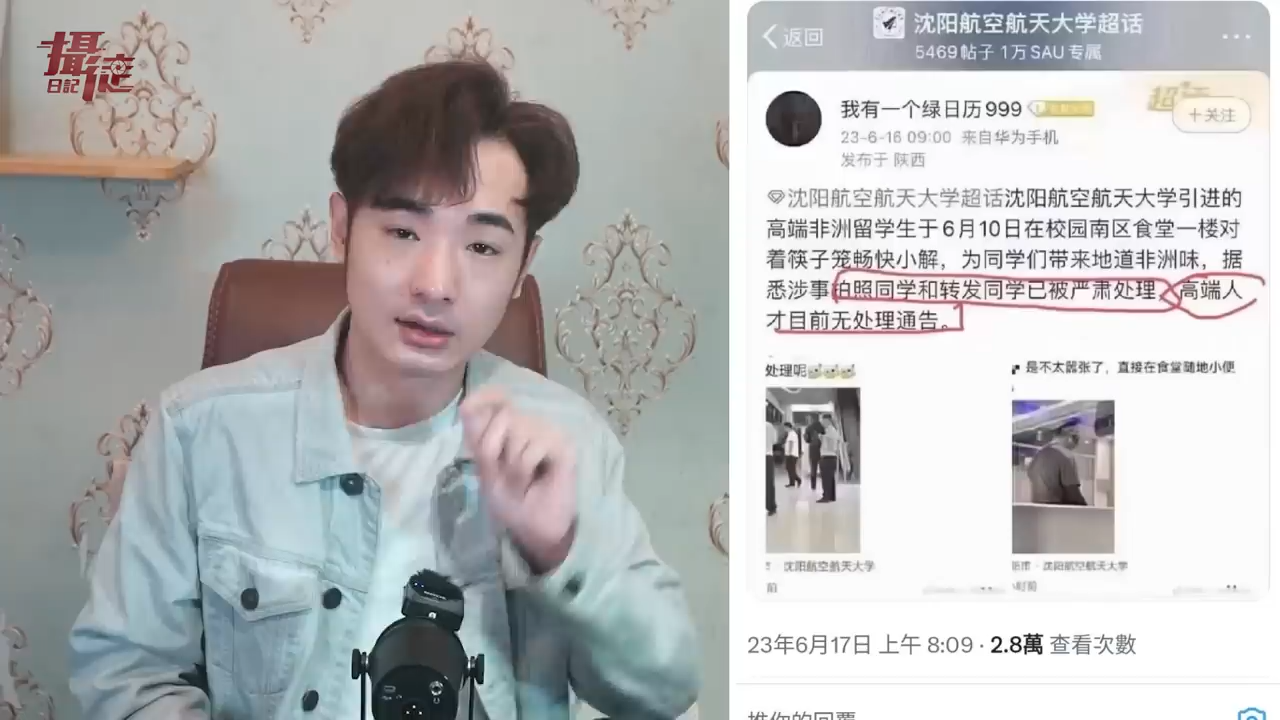 攝徒
日記
返回
沈阳航空航天大学超话
5469帖子 1万SAU专属
我有一个绿日历999
+关注
23-6-16 09:00 来自华为手机
发布于 陕西
沈阳航空航天大学超话沈阳航空航天大学引进的
高端非洲留学生于6月10日在校园南区食堂一楼对
着筷子笼畅快小解，为同学们带来地道非洲味，据
悉涉事拍照同学和转发同学已被严肃处理，高端人
才目前无处理通告。
处理呢
是不太嚣张了，直接在食堂随地小便
沈阳航空航天大学
沈阳航空航天大学
前
时前
23年6月17日 上午 8:09 · 2.8萬 查看次數
推你的回覆